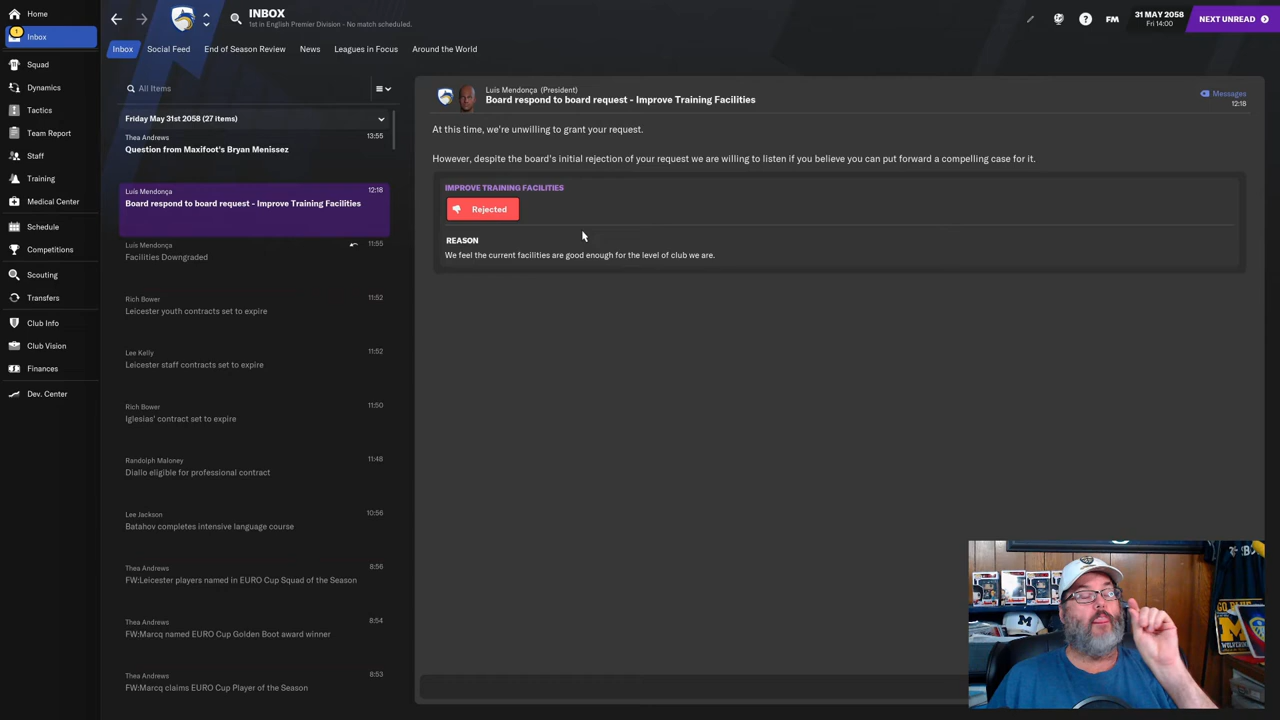 Home
INBOX
1st in English Premier Division - No match scheduled.
FM
31 MAY 2058
Fri 14:00
NEXT UNREAD
1
Inbox
Inbox
Social Feed
End of Season Review
News
Leagues in Focus
Around the World
Squad
Dynamics
Tactics
Team Report
Staff
Training
Medical Center
Schedule
Competitions
Scouting
Transfers
Club Info
Club Vision
Finances
Dev. Center
All Items
Friday May 31st 2058 (27 items)
Thea Andrews
13:55
Question from Maxifoot's Bryan Menissez
Luís Mendonça
12:18
Board respond to board request - Improve Training Facilities
Luís Mendonça
11:55
Facilities Downgraded
Rich Bower
11:52
Leicester youth contracts set to expire
Lee Kelly
11:52
Leicester staff contracts set to expire
Rich Bower
11:50
Iglesias' contract set to expire
Randolph Maloney
11:48
Diallo eligible for professional contract
Lee Jackson
10:56
Batahov completes intensive language course
Thea Andrews
8:56
FW:Leicester players named in EURO Cup Squad of the Season
Thea Andrews
8:54
FW:Marcq named EURO Cup Golden Boot award winner
Thea Andrews
8:53
FW:Marcq claims EURO Cup Player of the Season
Luís Mendonça (President)
Board respond to board request - Improve Training Facilities
Messages
12:18
At this time, we're unwilling to grant your request.
However, despite the board's initial rejection of your request we are willing to listen if you believe you can put forward a compelling case for it.
IMPROVE TRAINING FACILITIES
Rejected
REASON
We feel the current facilities are good enough for the level of club we are.
GO
M
M